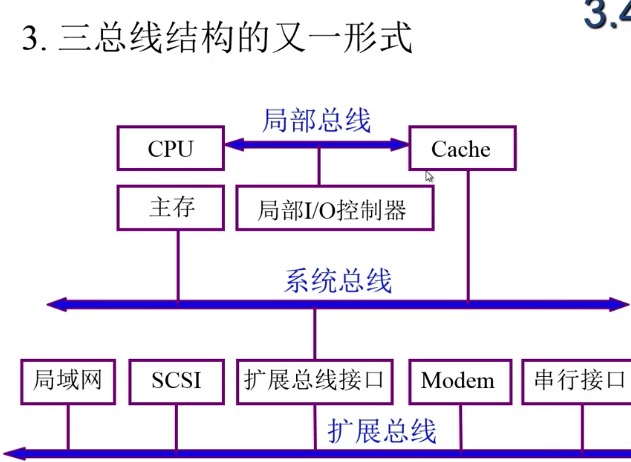 3.4
3. 三总线结构的又一形式
局部总线
CPU
Cache
主存
局部I/O控制器
系统总线
局域网
SCSI
扩展总线接口
Modem
串行接口
扩展总线